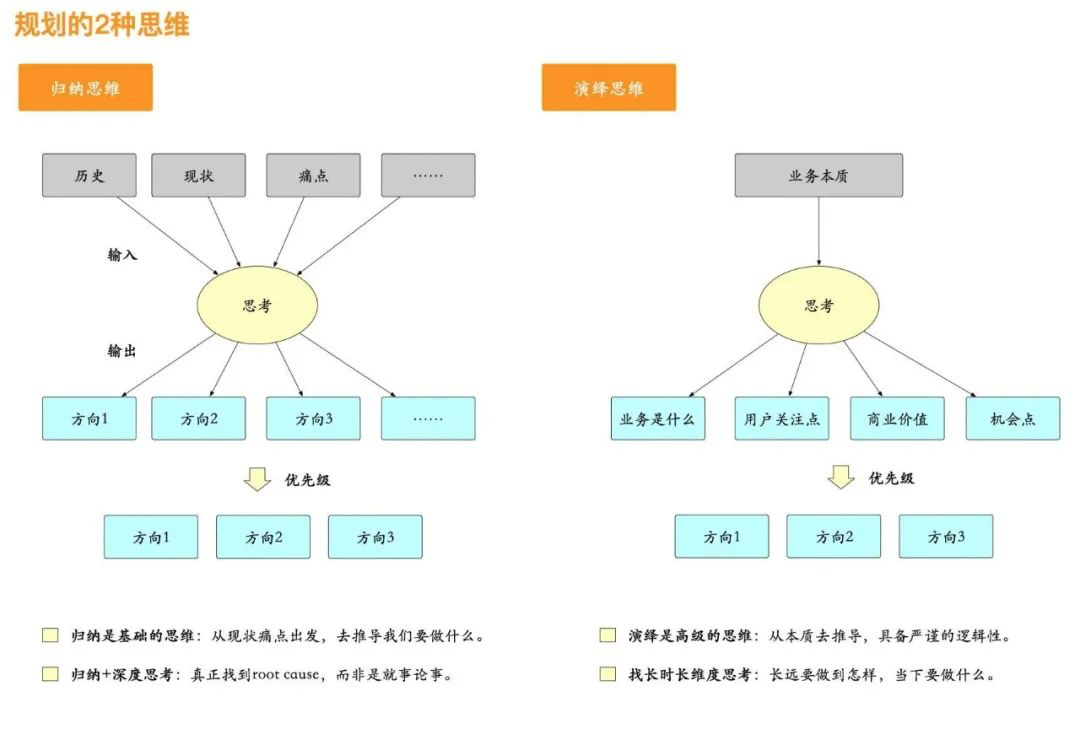 规划的2种思维
归纳思维
历史
现状
痛点
……
输入
思考
输出
方向1
方向2
方向3
……
优先级
方向1
方向2
方向3
归纳是基础的思维：从现状痛点出发，去推导我们要做什么。
归纳+深度思考：真正找到root cause，而非是就事论事。
演绎思维
业务本质
思考
业务是什么
用户关注点
商业价值
机会点
优先级
方向1
方向2
方向3
演绎是高级的思维：从本质去推导，具备严谨的逻辑性。
找长时长维度思考：长远要做到怎样，当下要做什么。